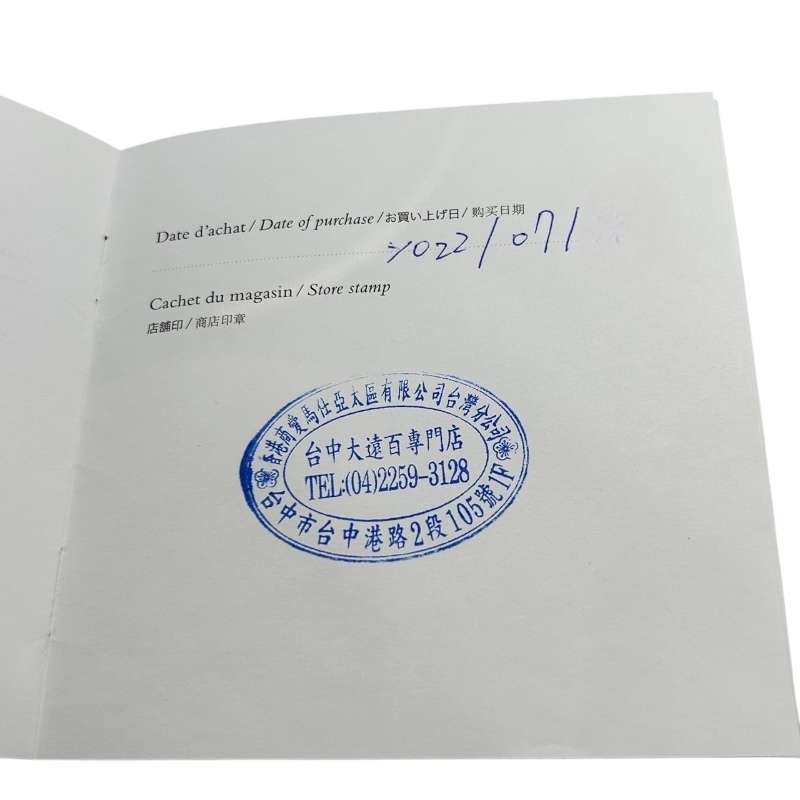 Date d'achat / Date of purchase / お買い上げ日 / 购买日期
2022/07/
Cachet du magasin / Store stamp
店舗印 / 商店印章
香港商愛馬仕亞太區有限公司台灣分公司
台中大遠百專門店
TEL:(04)2259-3128
台中市台中港路2段105號1F